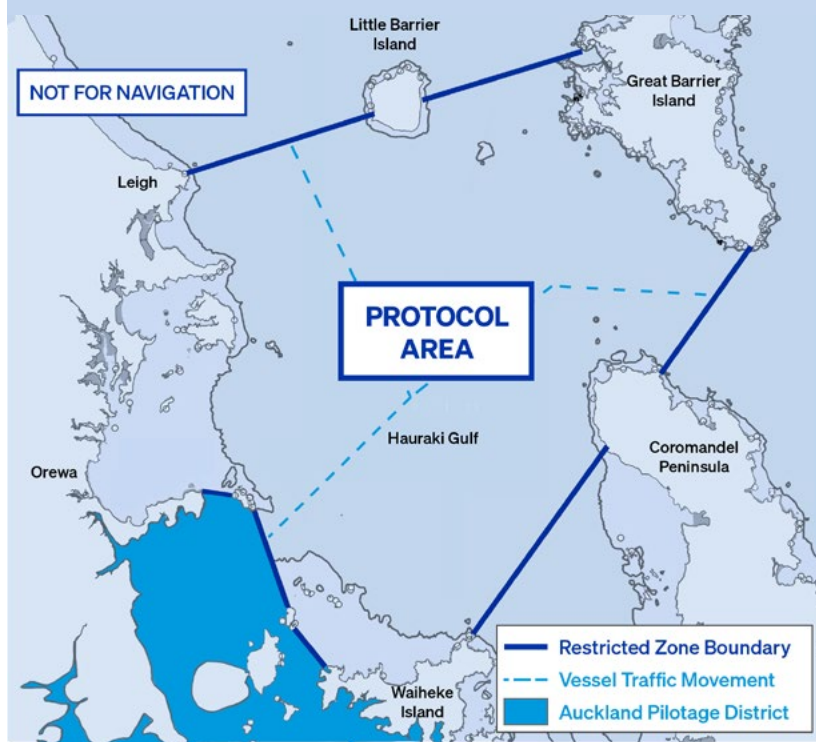 Little Barrier
Island
NOT FOR NAVIGATION
Great Barrier
Island
Leigh
PROTOCOL
AREA
Hauraki Gulf
Coromandel
Peninsula
Orewa
Restricted Zone Boundary
Vessel Traffic Movement
Waiheke
Island
Auckland Pilotage District